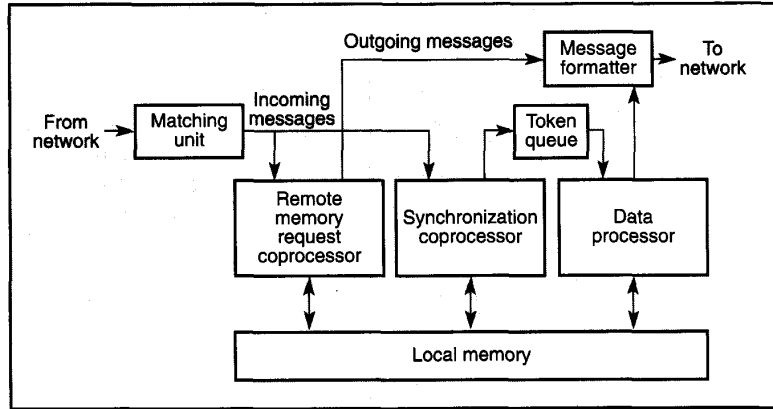 Outgoing messages
Message
formatter
To
network
From
network
Matching
unit
Incoming
messages
Token
queue
Remote
memory
request
coprocessor
Synchronization
coprocessor
Data
processor
Local memory